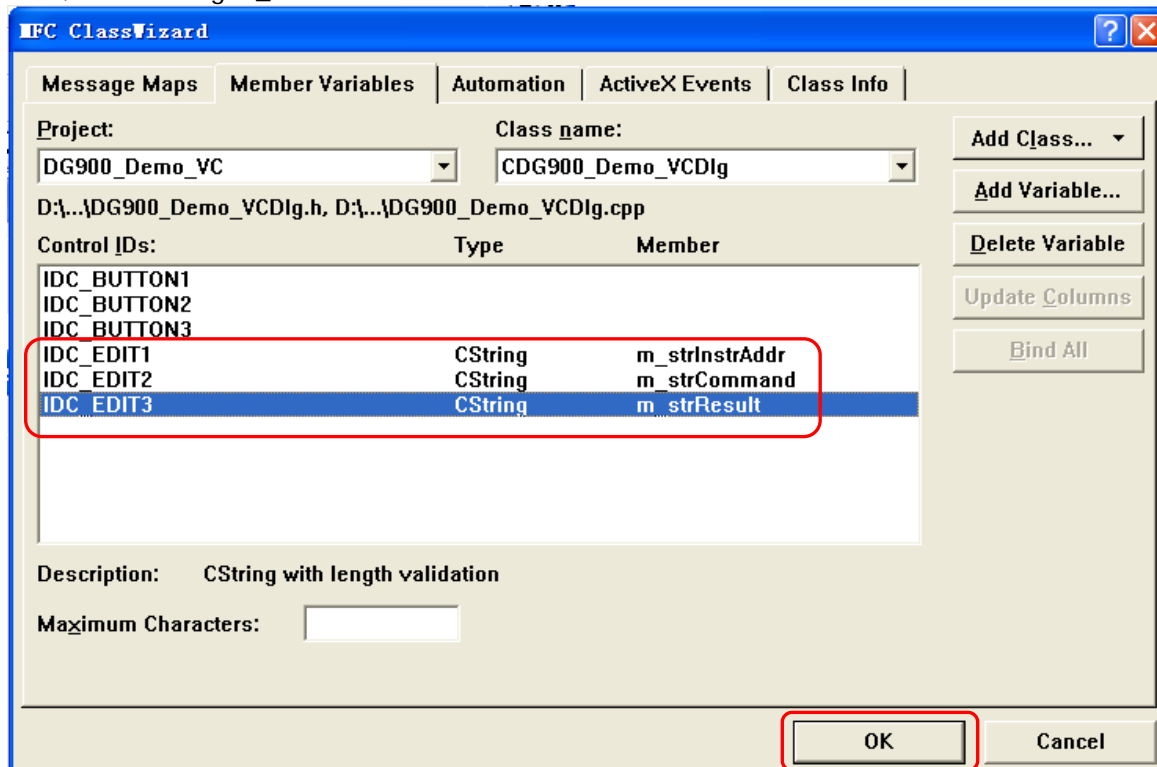 MFC ClassWizard
Message Maps Member Variables Automation ActiveX Events Class Info
Project: Class name:
Add Class...
DG900_Demo_VC CDG900_Demo_VCDlg
Add Variable...
D:\...\DG900_Demo_VCDlg.h, D:\...\DG900_Demo_VCDlg.cpp
Control IDs: Type Member
Delete Variable
IDC_BUTTON1
IDC_BUTTON2
Update Columns
IDC_BUTTON3
IDC_EDIT1 CString m_strInstrAddr
Bind All
IDC_EDIT2 CString m_strCommand
IDC_EDIT3 CString m_strResult
Description: CString with length validation
Maximum Characters:
OK Cancel